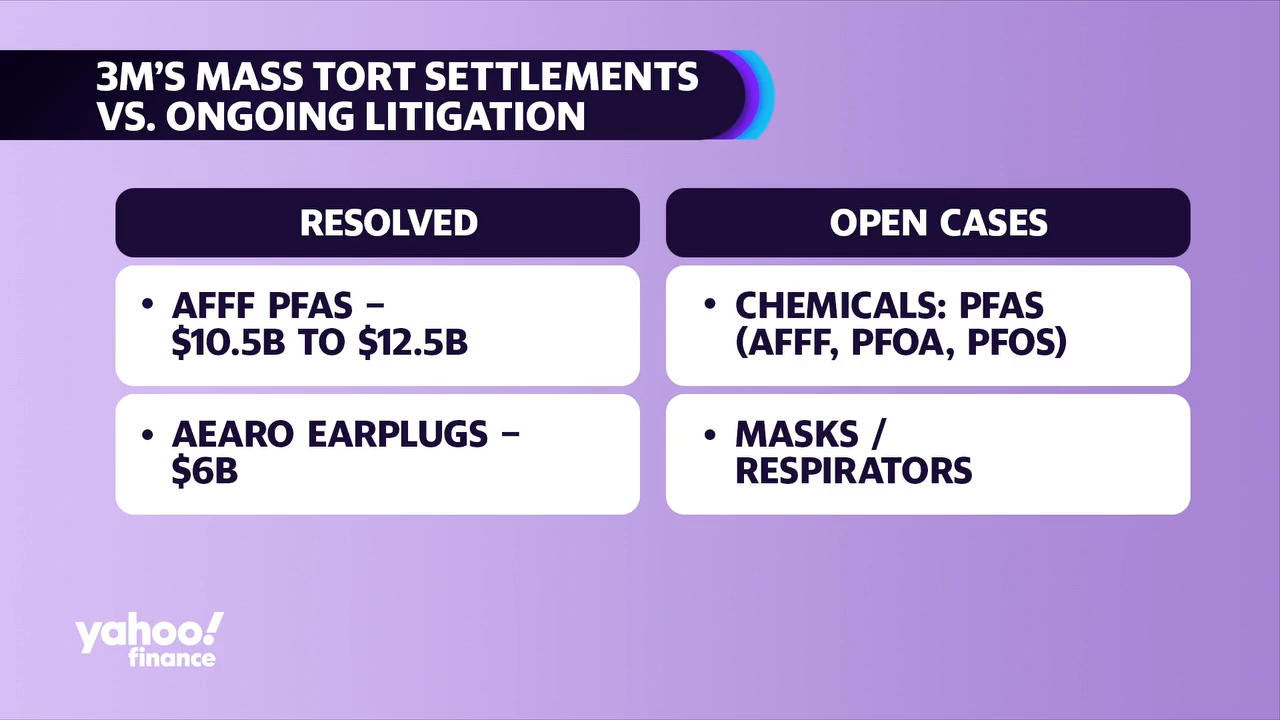 3M’S MASS TORT SETTLEMENTS
VS. ONGOING LITIGATION
RESOLVED
• AFFF PFAS –
$10.5B TO $12.5B
• AEARO EARPLUGS –
$6B
OPEN CASES
• CHEMICALS: PFAS
(AFFF, PFOA, PFOS)
• MASKS /
RESPIRATORS
yahoo!
finance